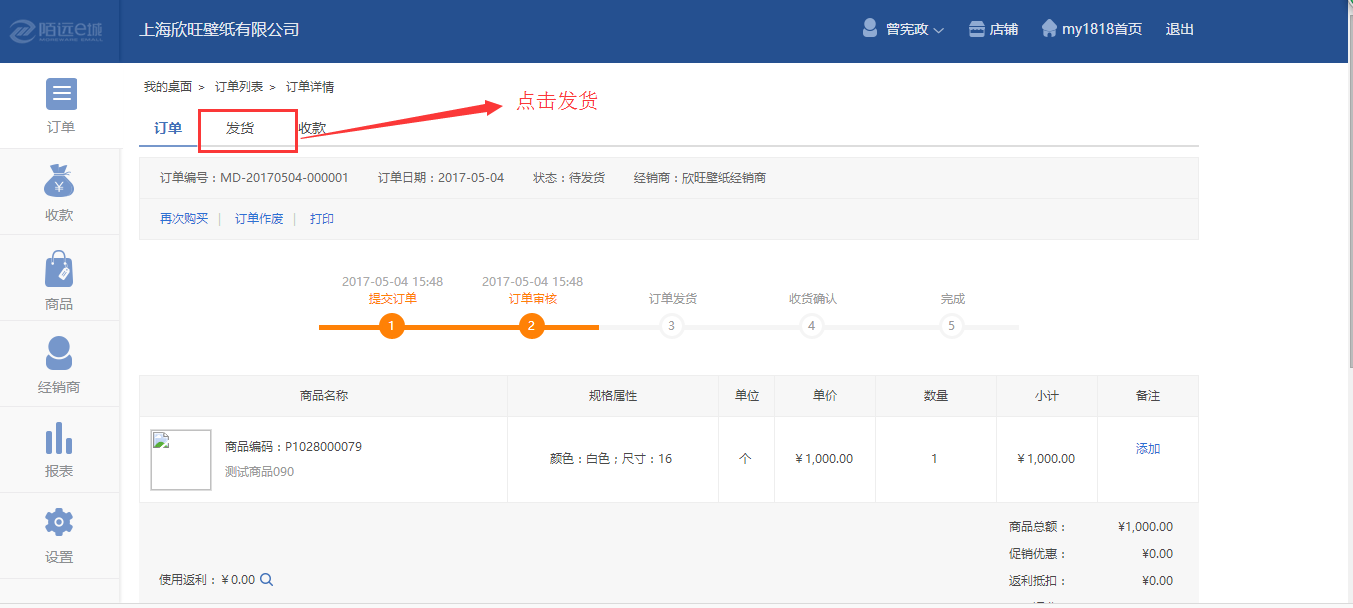 陌远e城
上海欣旺壁纸有限公司
曾宪政
店铺
my1818首页
退出
订单
收款
商品
经销商
报表
设置
我的桌面 > 订单列表 > 订单详情
点击发货
订单 发货 收款
订单编号：MD-20170504-000001 订单日期：2017-05-04 状态：待发货 经销商：欣旺壁纸经销商
再次购买 | 订单作废 | 打印
2017-05-04 15:48 2017-05-04 15:48
提交订单 订单审核 订单发货 收货确认 完成
1 2 3 4 5
商品名称 规格属性 单位 单价 数量 小计 备注
商品编码：P1028000079
测试商品090
颜色：白色；尺寸：16 个 ¥1,000.00 1 ¥1,000.00 添加
商品总额： ¥1,000.00
促销优惠： ¥0.00
使用返利：¥0.00
返利抵扣： ¥0.00